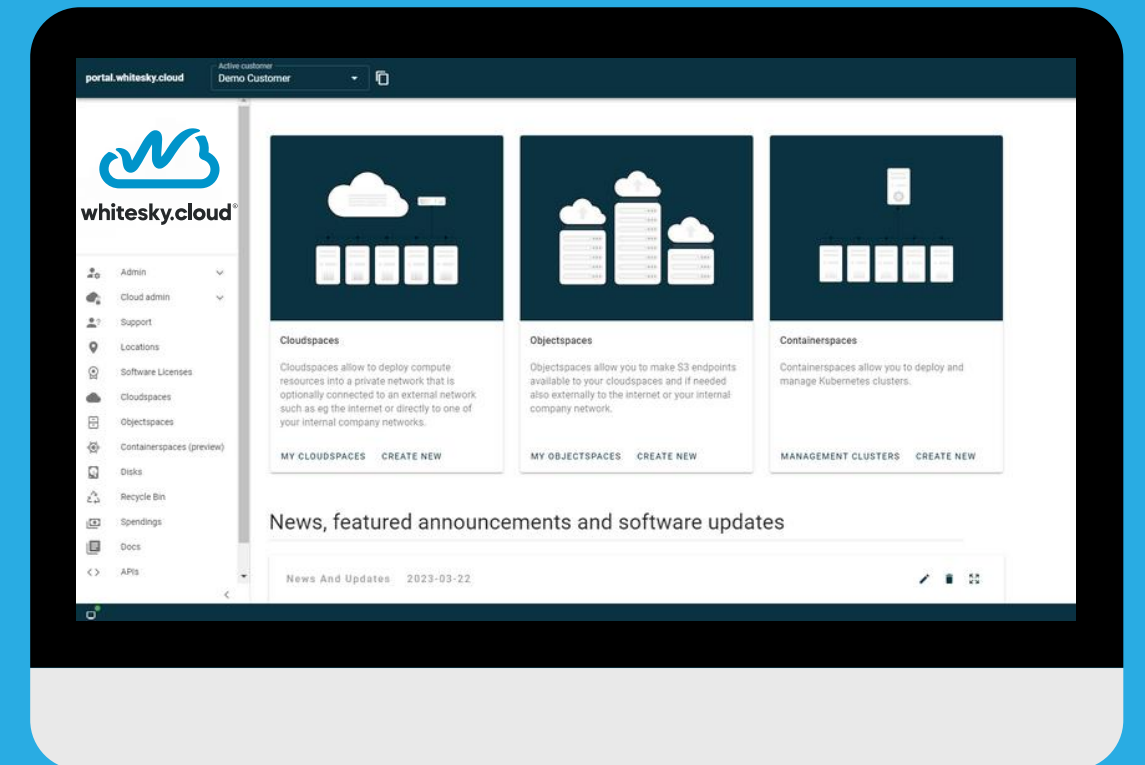 portal.whitesky.cloud
Active customer
Demo Customer
whitesky.cloud®
Admin
Cloud admin
Support
Locations
Software Licenses
Cloudspaces
Objectspaces
Containerspaces (preview)
Disks
Recycle Bin
Spendings
Docs
APIs
Cloudspaces
Cloudspaces allow to deploy compute
resources into a private network that is
optionally connected to an external network
such as eg the internet or directly to one of
your internal company networks.
MY CLOUDSPACES CREATE NEW
Objectspaces
Objectspaces allow you to make S3 endpoints
available to your cloudspaces and if needed
also externally to the internet or your internal
company network.
MY OBJECTSPACES CREATE NEW
Containerspaces
Containerspaces allow you to deploy and
manage Kubernetes clusters.
MANAGEMENT CLUSTERS CREATE NEW
News, featured announcements and software updates
News And Updates 2023-03-22